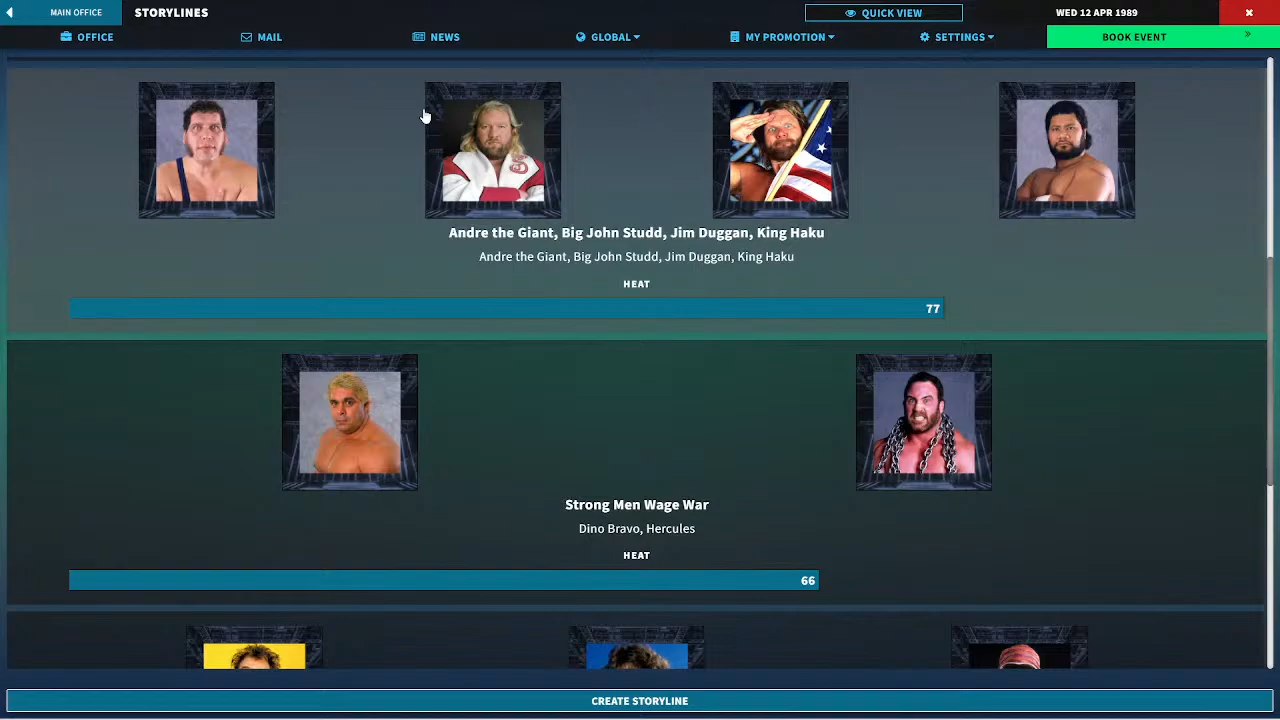 MAIN OFFICE
STORYLINES
QUICK VIEW
WED 12 APR 1989
OFFICE
MAIL
NEWS
GLOBAL
MY PROMOTION
SETTINGS
BOOK EVENT
Andre the Giant, Big John Studd, Jim Duggan, King Haku
Andre the Giant, Big John Studd, Jim Duggan, King Haku
HEAT
77
Strong Men Wage War
Dino Bravo, Hercules
HEAT
66
CREATE STORYLINE